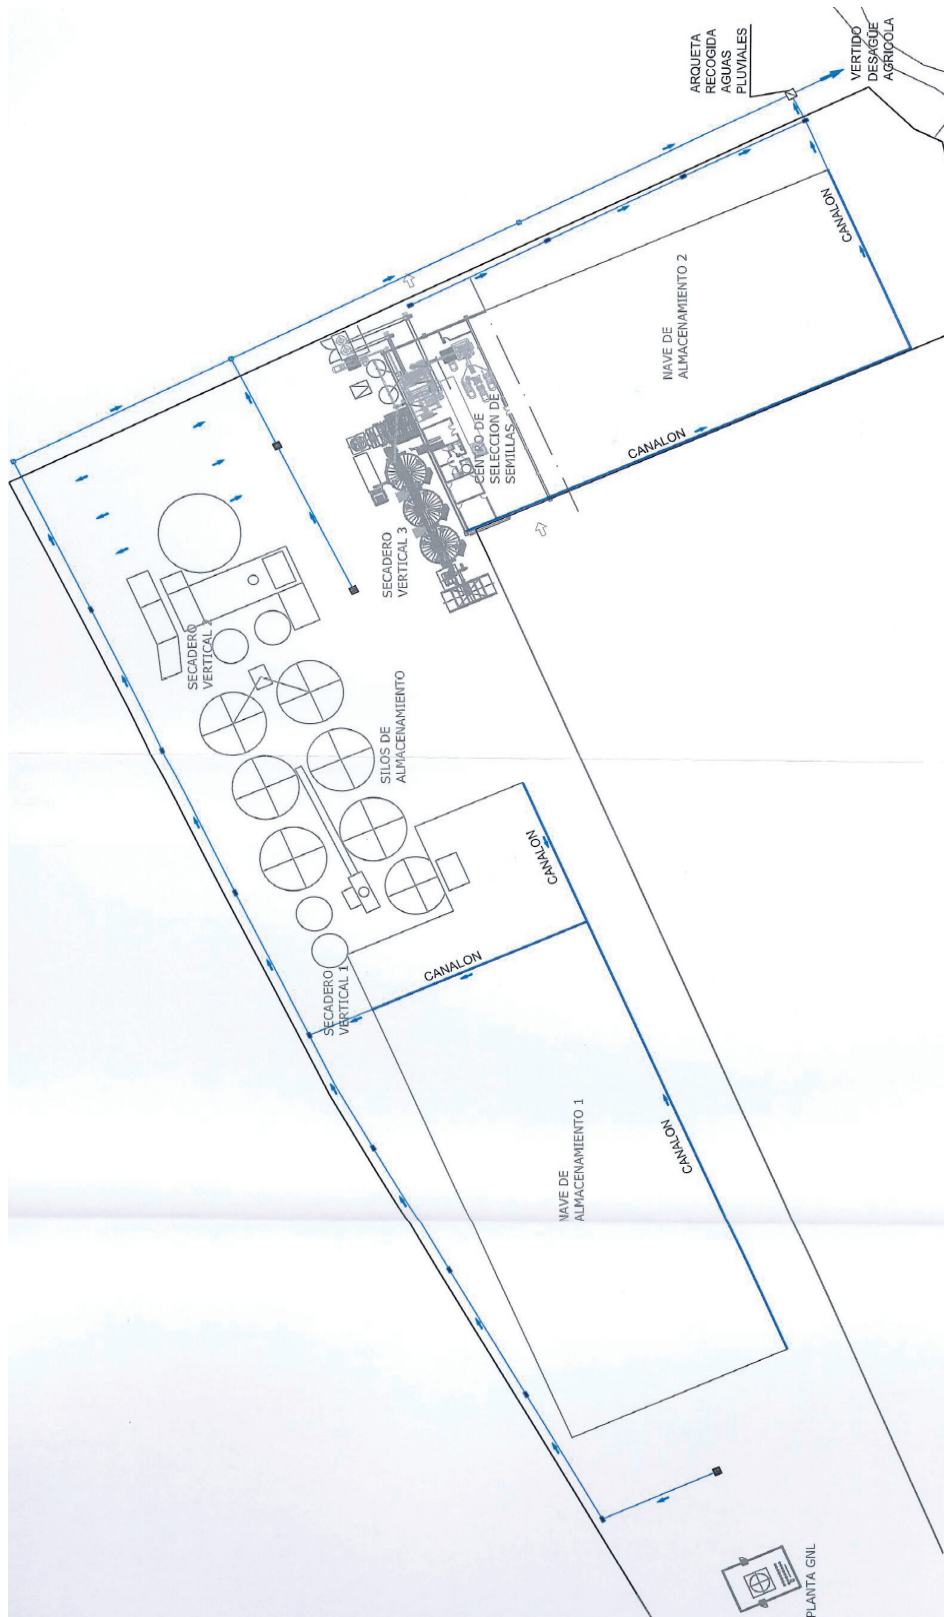 ARQUETA
RECOGIDA
AGUAS
PLUVIALES
VERTIDO
DESAGÜE
AGRICOLA
CANALON
NAVE DE
ALMACENAMIENTO 2
CANALON
CENTRO DE
SELECCION DE
SEMILLAS
SECADERO
VERTICAL 3
SECADERO
VERTICAL 2
SILOS DE
ALMACENAMIENTO
CANALON
CANALON
SECADERO
VERTICAL 1
CANALON
NAVE DE
ALMACENAMIENTO 1
PLANTA GNL